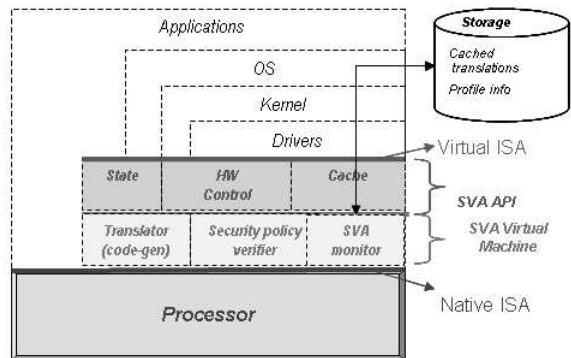 Applications
Storage
Cached
translations
Profile info
OS
Kernel
Drivers
Virtual ISA
State
HW
Control
Cache
SVA API
Translator
(code-gen)
Security policy
verifier
SVA
monitor
SVA Virtual
Machine
Native ISA
Processor